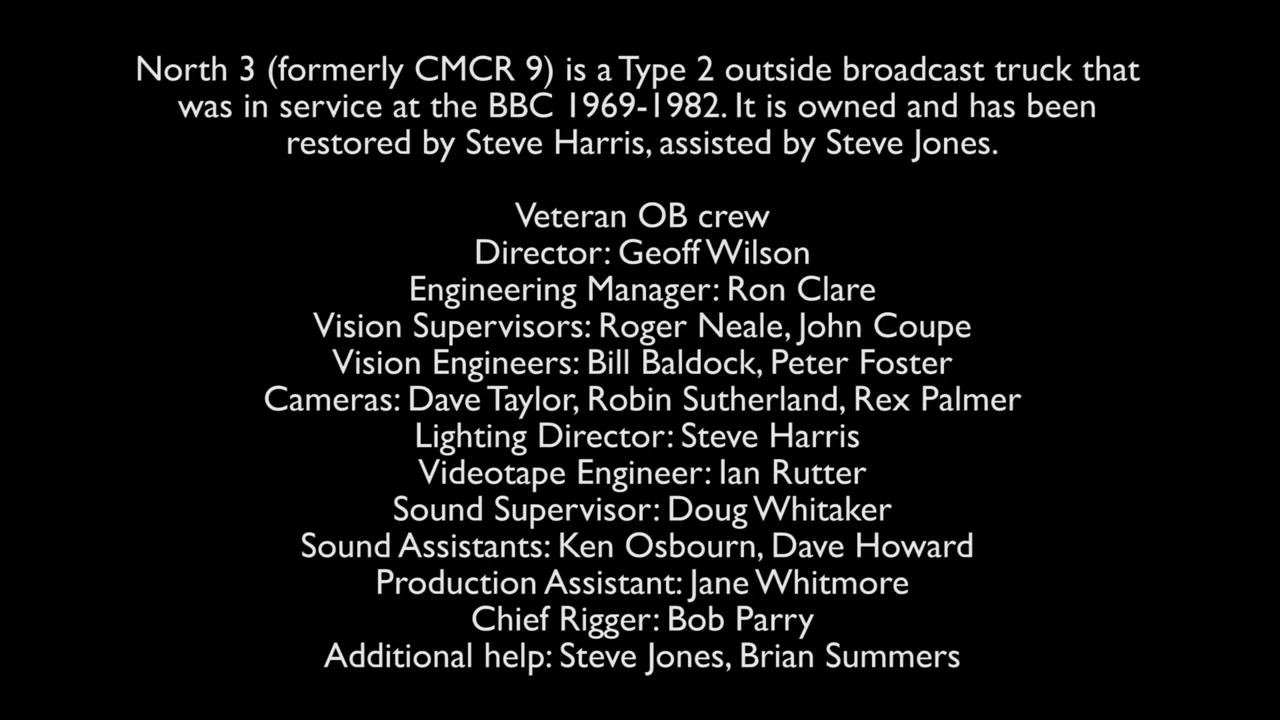 North 3 (formerly CMCR 9) is a Type 2 outside broadcast truck that
was in service at the BBC 1969-1982. It is owned and has been
restored by Steve Harris, assisted by Steve Jones.
Veteran OB crew
Director: Geoff Wilson
Engineering Manager: Ron Clare
Vision Supervisors: Roger Neale, John Coupe
Vision Engineers: Bill Baldock, Peter Foster
Cameras: Dave Taylor, Robin Sutherland, Rex Palmer
Lighting Director: Steve Harris
Videotape Engineer: Ian Rutter
Sound Supervisor: Doug Whitaker
Sound Assistants: Ken Osbourn, Dave Howard
Production Assistant: Jane Whitmore
Chief Rigger: Bob Parry
Additional help: Steve Jones, Brian Summers